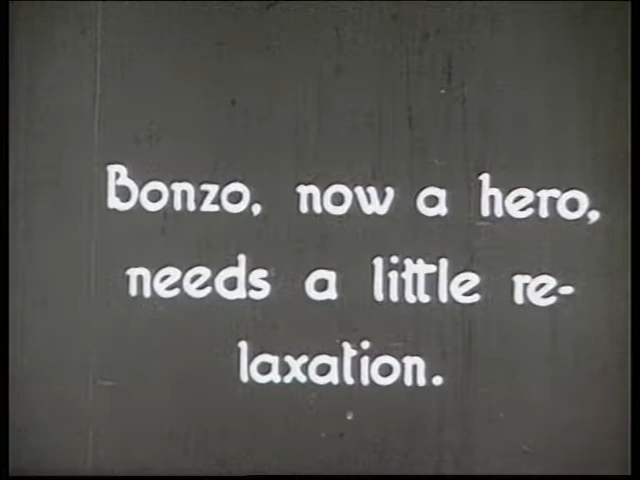 Bonzo, now a hero,
needs a little re-
laxation.